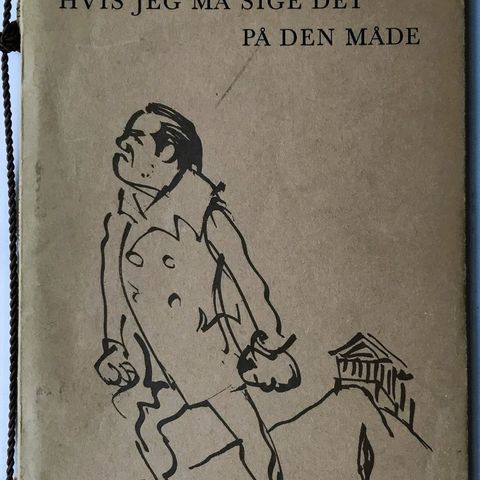 HVIS JEG MÅ SIGE DET
PÅ DEN MÅDE